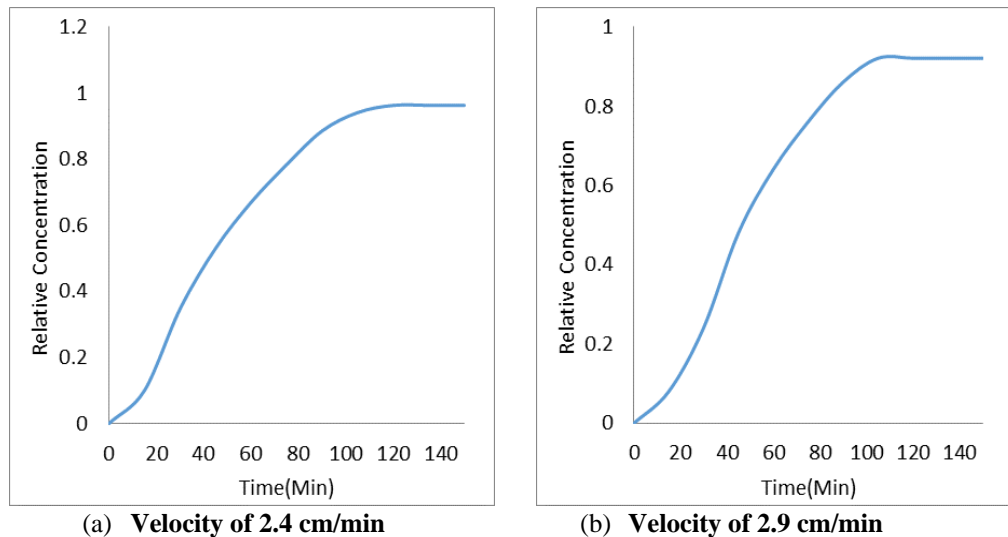 1.2
1
0.8
0.6
0.4
0.2
0
Relative Concentration
0 20 40 60 80 100 120 140
Time(Min)
(a) Velocity of 2.4 cm/min
1
0.8
0.6
0.4
0.2
0
Relative Concentration
0 20 40 60 80 100 120 140
Time(Min)
(b) Velocity of 2.9 cm/min